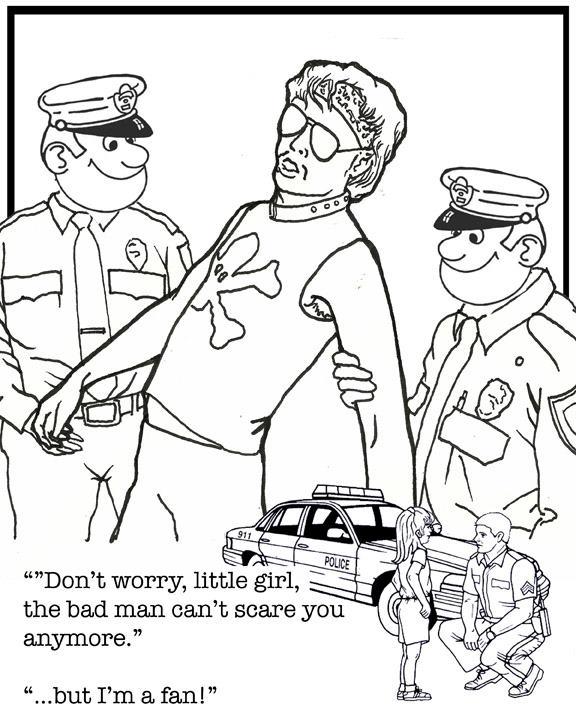 911
POLICE
“”Don’t worry, little girl,
the bad man can’t scare you
anymore.”
“...but I’m a fan!”